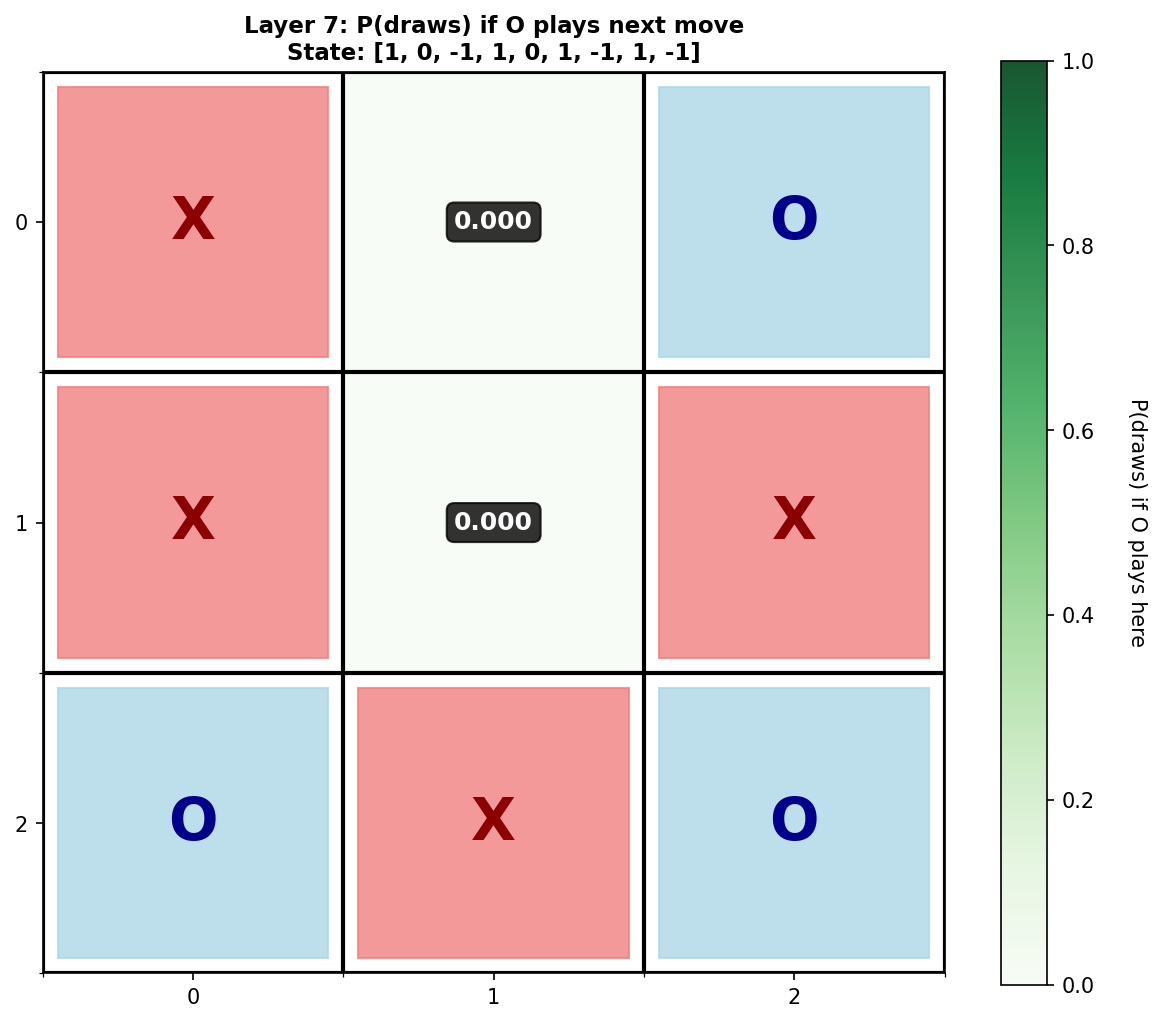 Layer 7: P(draws) if O plays next move
State: [1, 0, -1, 1, 0, 1, -1, 1, -1]
0
X
0.000
O
1
X
0.000
X
2
O
X
O
0
1
2
1.0
0.8
0.6
0.4
0.2
0.0
P(draws) if O plays here